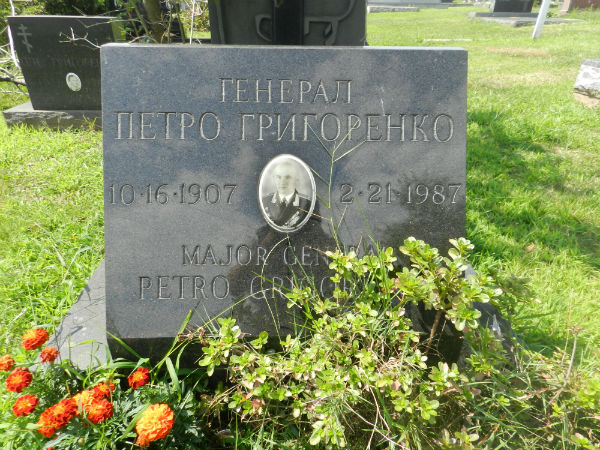 ГЕНЕРАЛ
ПЕТРО ГРИГОРЕНКО
10·16·1907 2·21·1987
MAJOR
PETRO